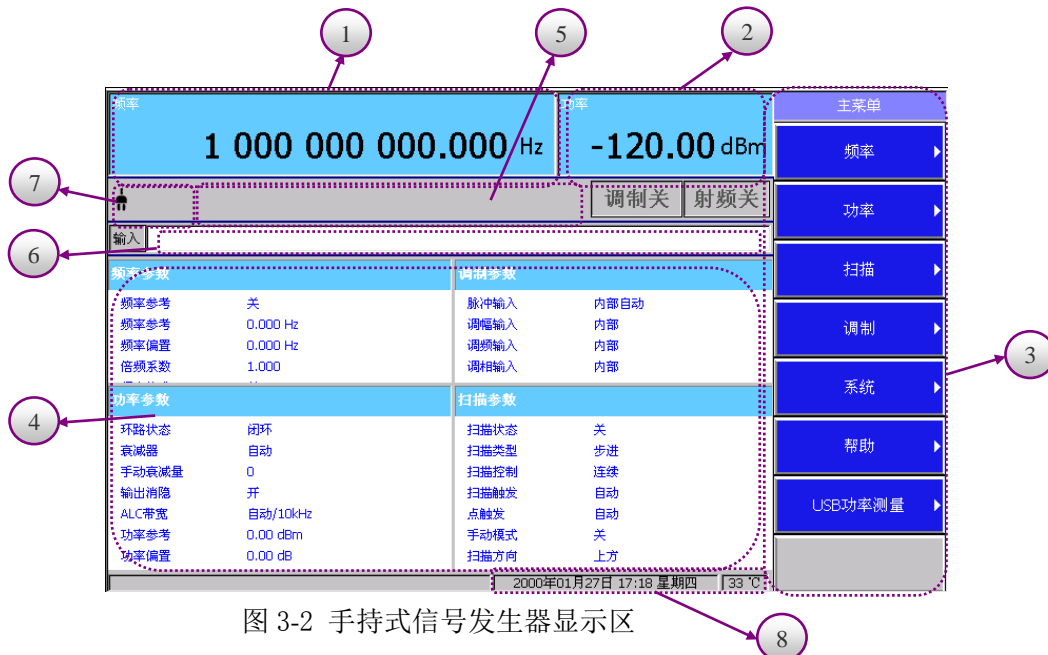 1
5
2
频率
1 000 000 000.000 Hz
功率
-120.00 dBm
主菜单
频率
功率
扫描
调制
系统
帮助
USB功率测量
7
调制关
射频关
6
输入
频率参数
频率参考 关
频率参考 0.000 Hz
频率偏置 0.000 Hz
倍频系数 1.000
调制参数
脉冲输入 内部自动
调幅输入 内部
调频输入 内部
调相输入 内部
3
4
功率参数
环路状态 闭环
衰减器 自动
手动衰减量 0
输出消隐 开
ALC带宽 自动/10kHz
功率参考 0.00 dBm
功率偏置 0.00 dB
扫描参数
扫描状态 关
扫描类型 步进
扫描控制 连续
扫描触发 自动
点触发 自动
手动模式 关
扫描方向 上方
2000年01月27日 17:18 星期四
33 ℃
图 3-2 手持式信号发生器显示区
8